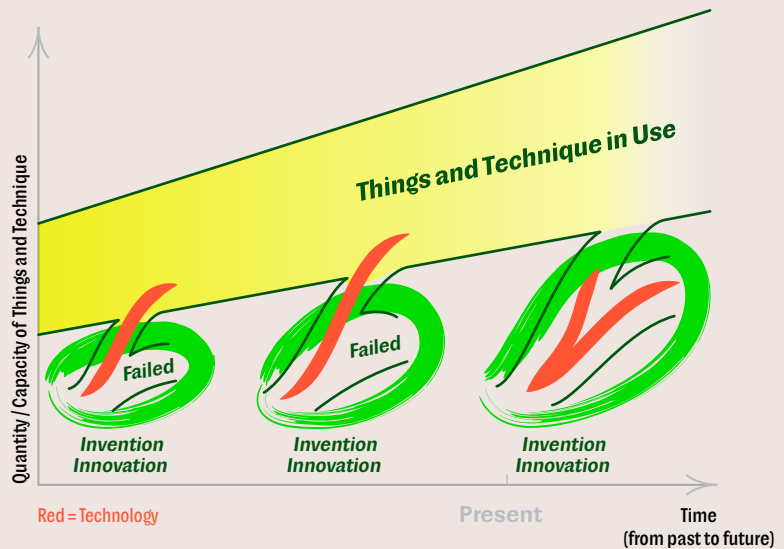 Quantity / Capacity of Things and Technique
Things and Technique in Use
Failed
Failed
Invention
Innovation
Invention
Innovation
Invention
Innovation
Red = Technology
Present
Time
(from past to future)